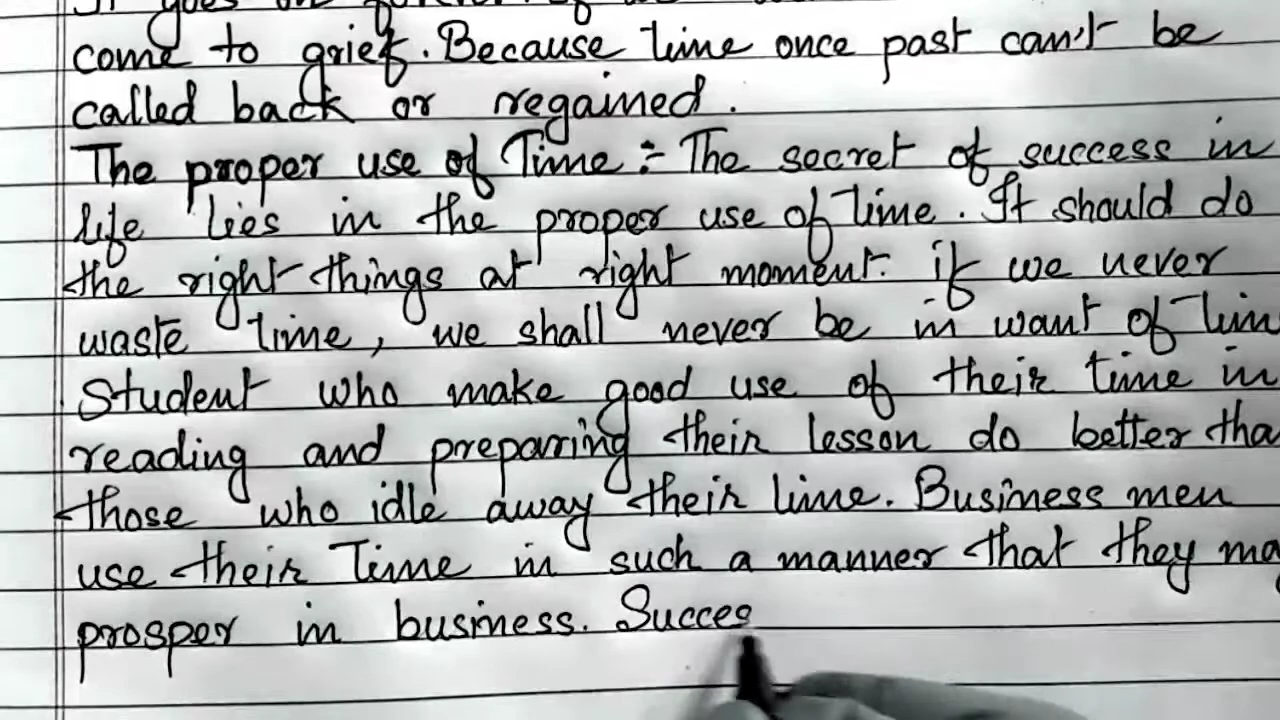 It goes on
come to grief. Because time once past can't be
called back or regained.
The proper use of Time :- The secret of success in
life lies in the proper use of time. It should do
the right things at right moment. if we never
waste time, we shall never be in want of tim
Student who make good use of their time in
reading and preparing their lesson do better tha
those who idle away their time. Business men
use their Time in such a manner that they ma
prosper in business. Succes